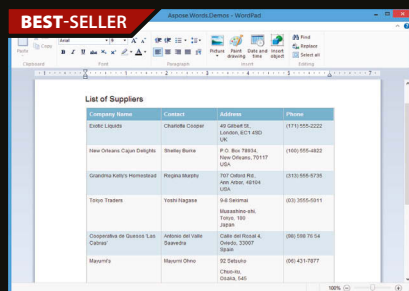 BEST-SELLER
Aspose.Words.Demos - WordPad
Paste
Copy
Arial
Picture
Paint drawing
Date and time
Insert object
Find
Replace
Select all
Clipboard
Font
Paragraph
Insert
Editing
List of Suppliers
Company Name Contact Address Phone
Exotic Liquids Charlotte Cooper 49 Gilbert St. (171) 555-2222
London, EC1 4SD
UK
New Orleans Cajun Delights Shelley Burke P.O. Box 78934, (100) 555-4822
New Orleans, 70117
USA
Grandma Kelly's Homestead Regina Murphy 707 Oxford Rd. (313) 555-5735
Ann Arbor, 48104
USA
Tokyo Traders Yoshi Nagase 9-8 Sekimai (03) 3555-5011
Musashino-shi,
Tokyo, 100
Japan
Cooperativa de Quesos 'Las Antonio del Valle Calle del Rosal 4, (98) 598 76 54
Cabras' Saavedra Oviedo, 33007
Spain
Mayumi's Mayumi Ohno 92 Setsuko (06) 431-7877
Chuo-ku,
Osaka, 545
100%